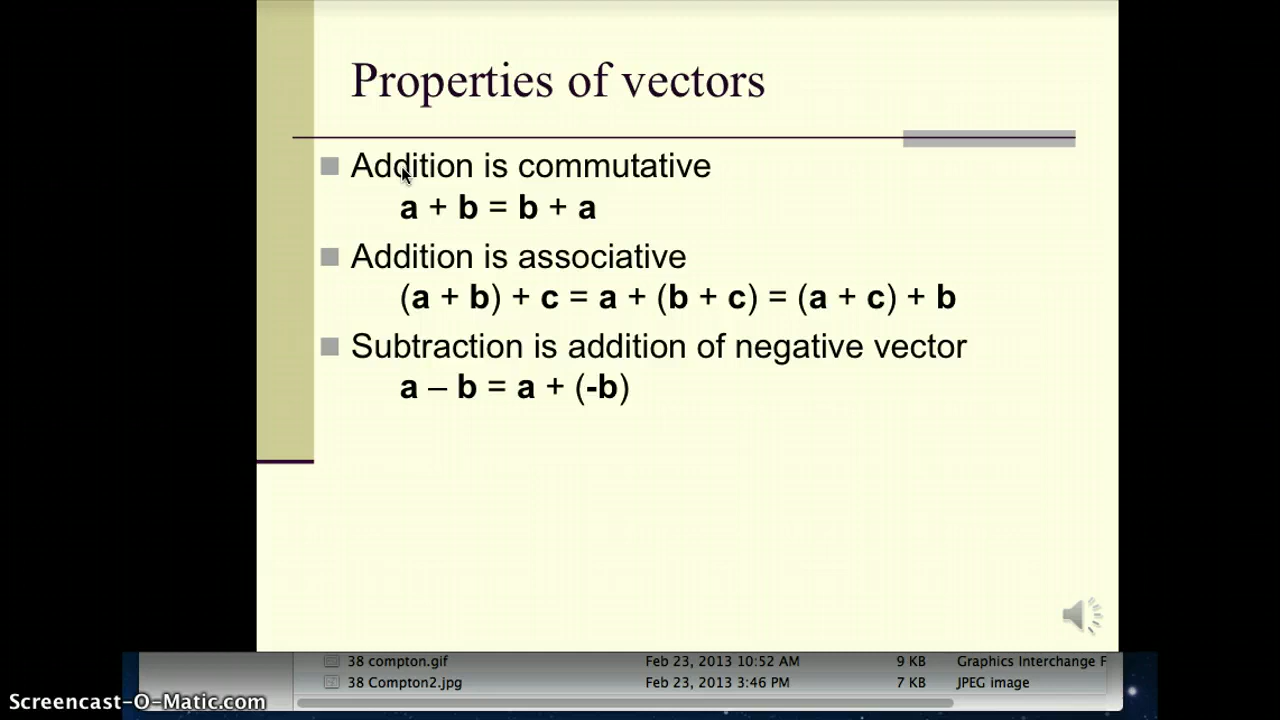 Properties of vectors
Addition is commutative
a + b = b + a
Addition is associative
(a + b) + c = a + (b + c) = (a + c) + b
Subtraction is addition of negative vector
a – b = a + (-b)
38 compton.gif Feb 23, 2013 10:52 AM 9 KB Graphics Interchange F
38 Compton2.jpg Feb 23, 2013 3:46 PM 7 KB JPEG image
Screencast-O-Matic.com